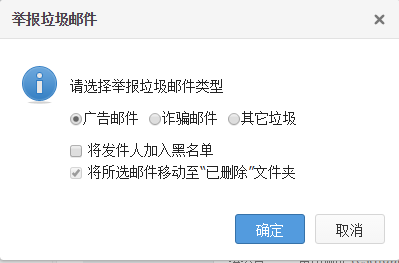 举报垃圾邮件
请选择举报垃圾邮件类型
广告邮件 诈骗邮件 其它垃圾
将发件人加入黑名单
将所选邮件移动至“已删除”文件夹
确定 取消